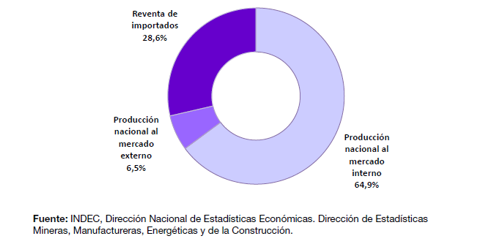 Reventa de
importados
28,6%
Producción
nacional al
mercado
externo
6,5%
Producción
nacional al
mercado
interno
64,9%
Fuente: INDEC, Dirección Nacional de Estadísticas Económicas. Dirección de Estadísticas
Mineras, Manufactureras, Energéticas y de la Construcción.